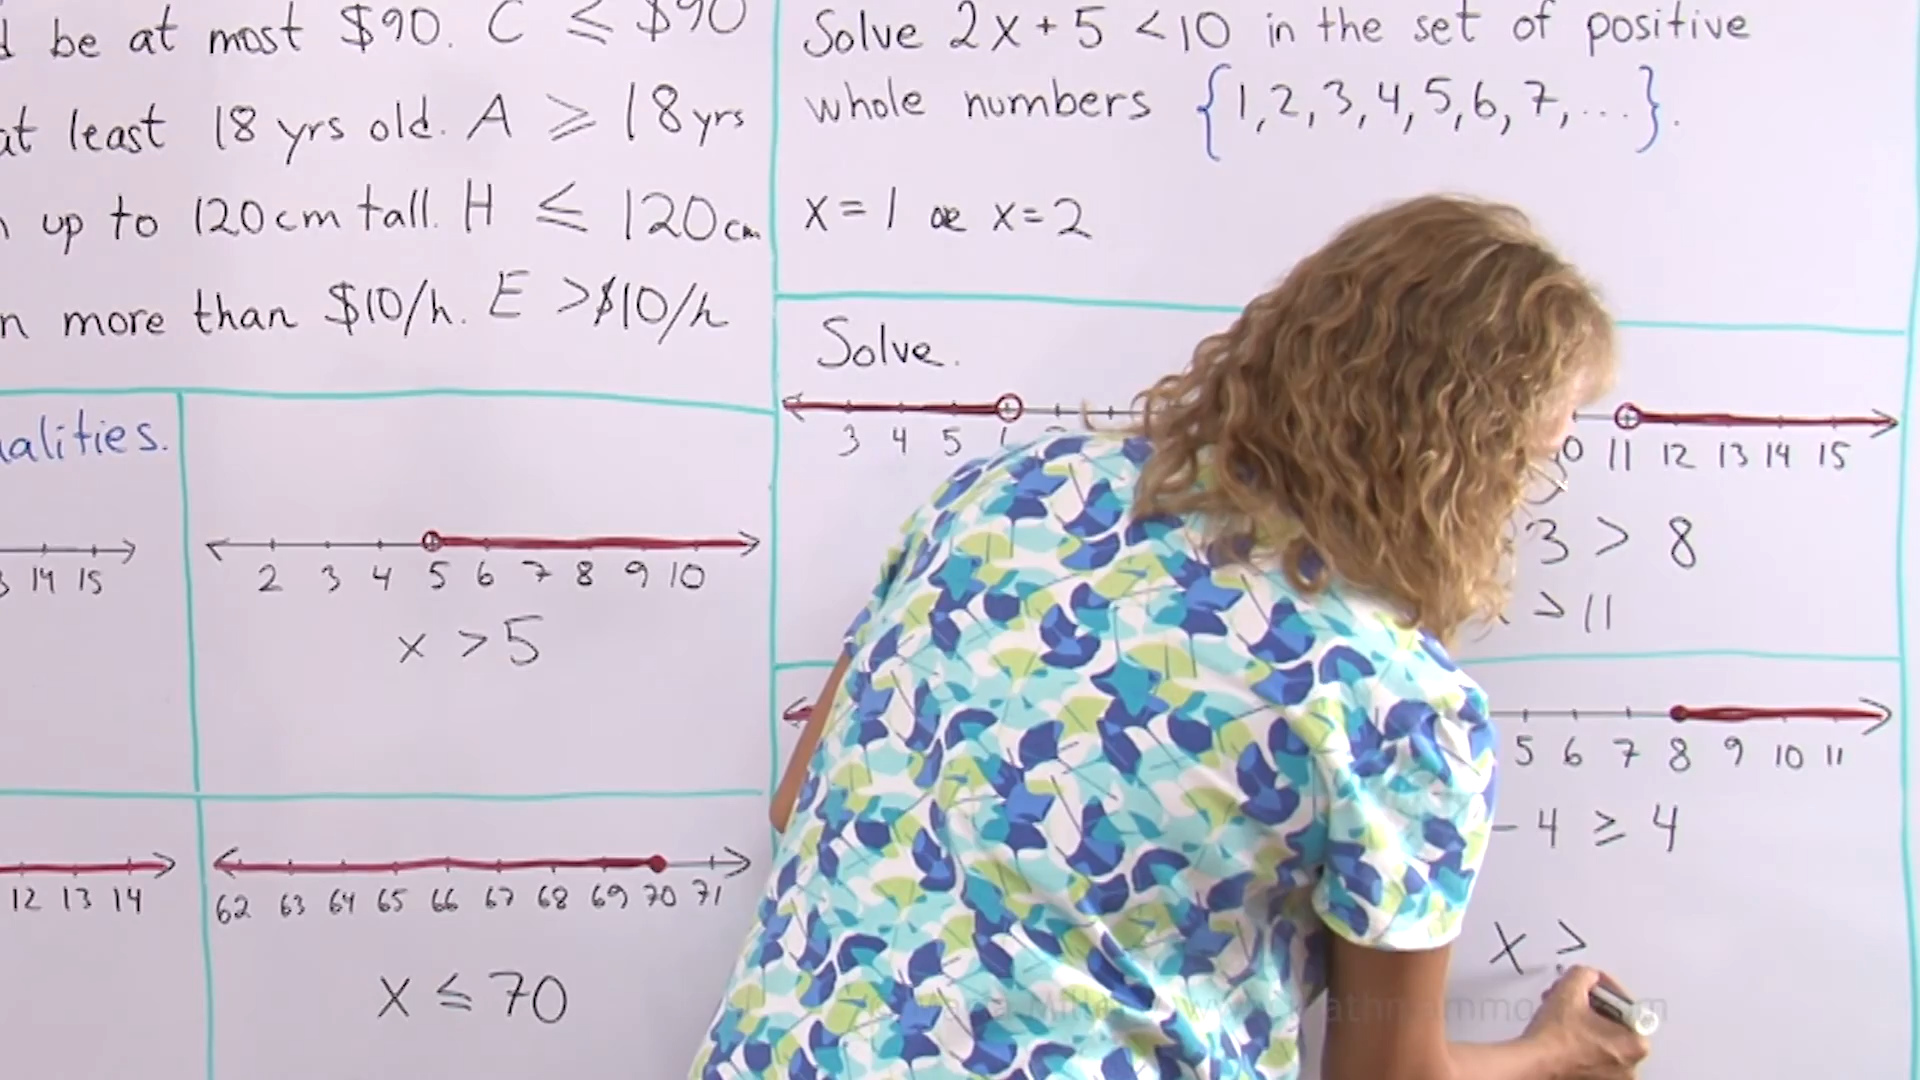 be at most $90. C ≤ $90
at least 18 yrs old. A ≥ 18 yrs
up to 120 cm tall. H ≤ 120 cm
more than $10/h. E > $10/h
Solve 2x + 5 < 10 in the set of positive
whole numbers {1, 2, 3, 4, 5, 6, 7, ...}.
x = 1 or x = 2
Solve.
3 4 5
11 12 13 14 15
3 > 8
> 11
14 15
2 3 4 5 6 7 8 9 10
x > 5
5 6 7 8 9 10 11
- 4 ≥ 4
x ≥
12 13 14
62 63 64 65 66 67 68 69 70 71
x ≤ 70